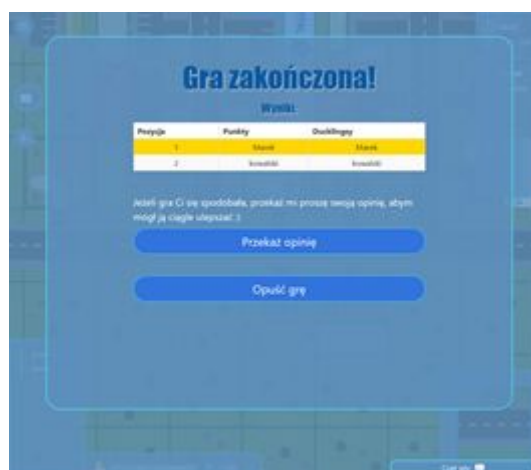 Gra zakończona!
Wyniki
Pozycja Punkty Ducklingsy
1 Marek Marek
2 kowalski kowalski
Jeżeli gra Ci się spodobała, przekaż mi proszę swoją opinię, abym
mógł ją ciągle ulepszać :)
Przekaż opinię
Opuść grę